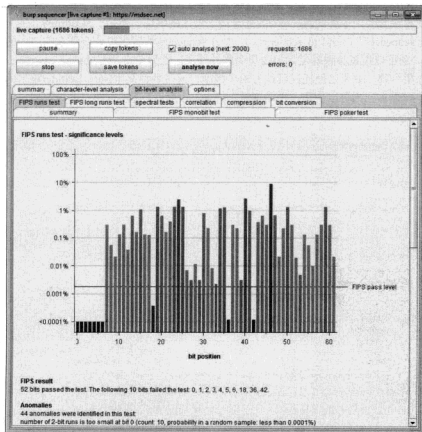 burp sequencer [live capture #1: https://mdsec.net]
live capture (1686 tokens)
pause copy tokens auto analyse (next: 2008) requests: 1686
stop save tokens analyse now errors: 0
summary character-level analysis bit-level analysis options
FIPS runs test FIPS long runs test spectral tests correlation compression bit conversion
summary FIPS monobit test FIPS poker test
FIPS runs test - significance levels
100%
10%
1%
0.1%
0.01%
0.001%
<0.0001%
FIPS pass level
0 10 20 30 40 50 60
bit position
FIPS result
52 bits passed the test. The following 10 bits failed the test: 0, 1, 2, 3, 4, 5, 6, 18, 36, 42.
Anomalies
44 anomalies were identified in this test:
number of 2-bit runs is too small at bit 0 (count: 10, probability in a random sample: less than 0.0001%)